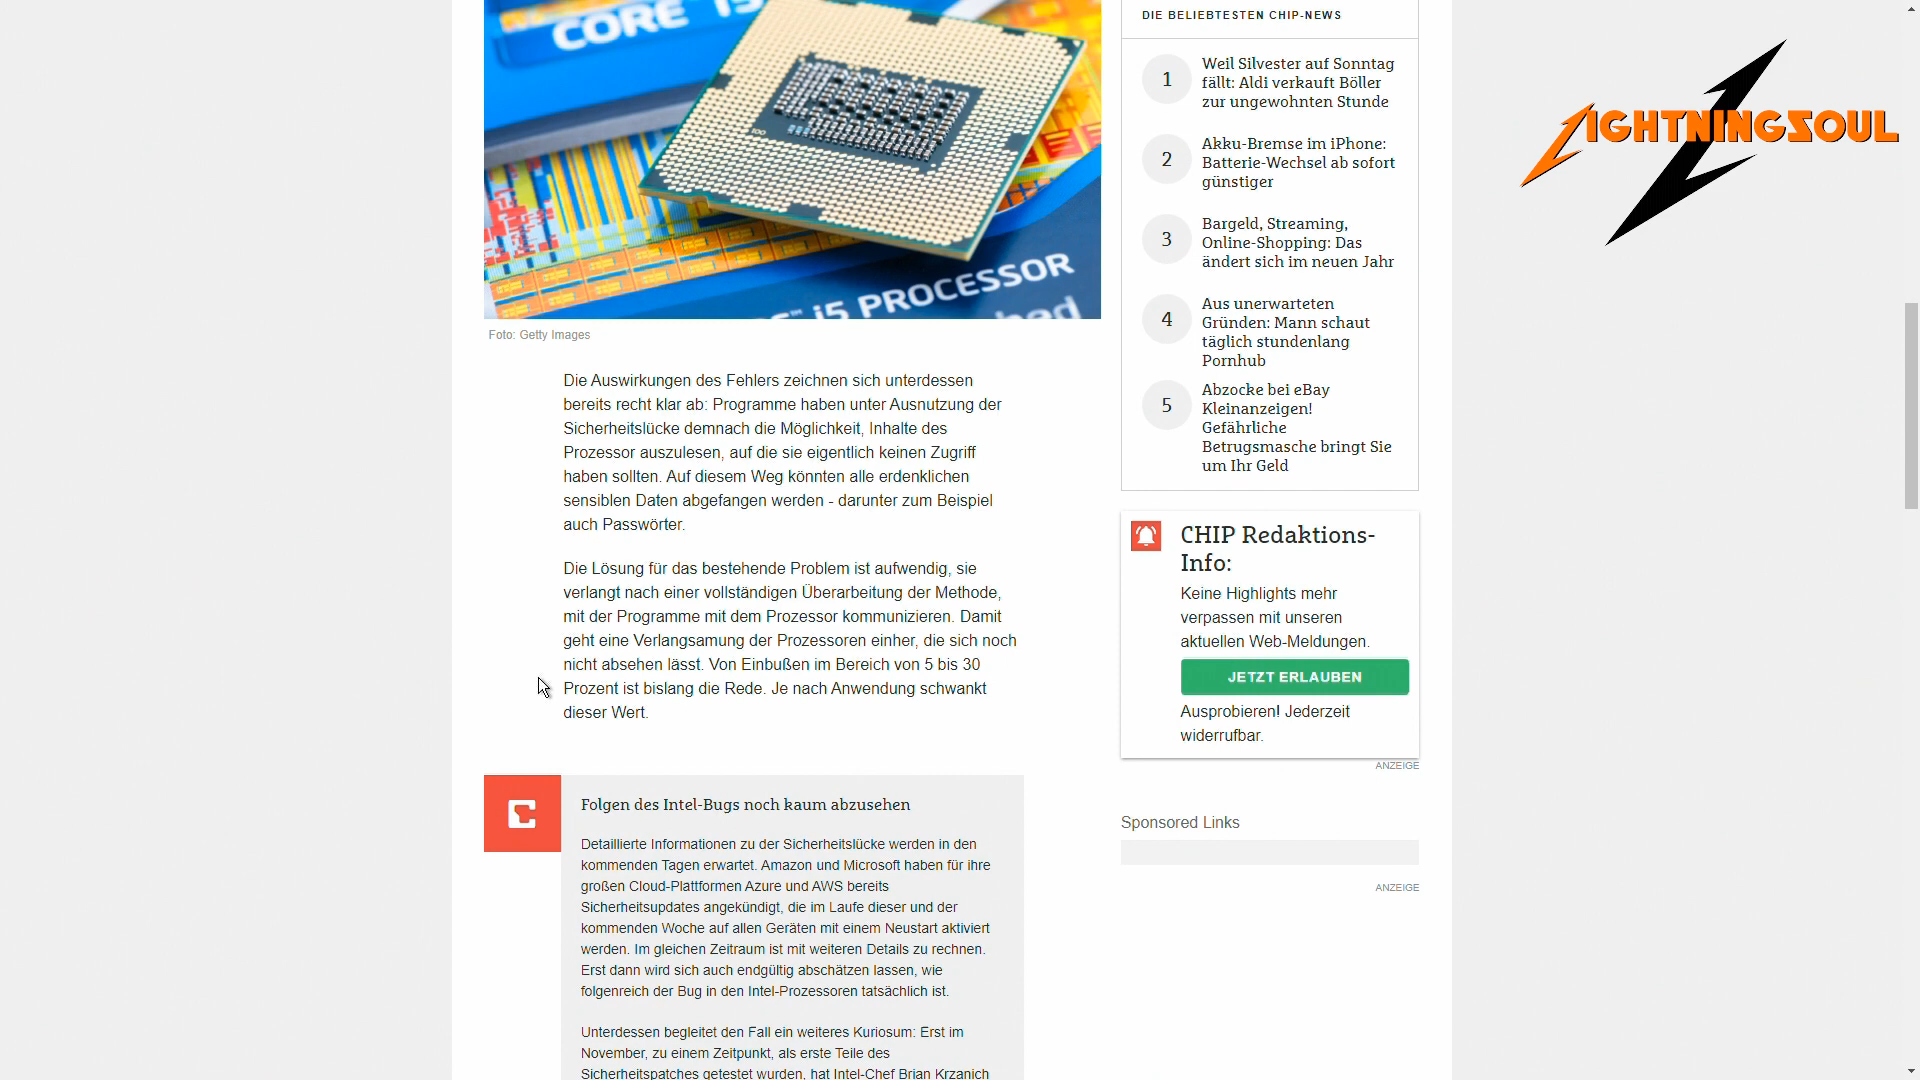 CORE i5
i5 PROCESSOR
Foto: Getty Images
Die Auswirkungen des Fehlers zeichnen sich unterdessen
bereits recht klar ab: Programme haben unter Ausnutzung der
Sicherheitslücke demnach die Möglichkeit, Inhalte des
Prozessor auszulesen, auf die sie eigentlich keinen Zugriff
haben sollten. Auf diesem Weg könnten alle erdenklichen
sensiblen Daten abgefangen werden - darunter zum Beispiel
auch Passwörter.
Die Lösung für das bestehende Problem ist aufwendig, sie
verlangt nach einer vollständigen Überarbeitung der Methode,
mit der Programme mit dem Prozessor kommunizieren. Damit
geht eine Verlangsamung der Prozessoren einher, die sich noch
nicht absehen lässt. Von Einbußen im Bereich von 5 bis 30
Prozent ist bislang die Rede. Je nach Anwendung schwankt
dieser Wert.
Folgen des Intel-Bugs noch kaum abzusehen
Detaillierte Informationen zu der Sicherheitslücke werden in den
kommenden Tagen erwartet. Amazon und Microsoft haben für ihre
großen Cloud-Plattformen Azure und AWS bereits
Sicherheitsupdates angekündigt, die im Laufe dieser und der
kommenden Woche auf allen Geräten mit einem Neustart aktiviert
werden. Im gleichen Zeitraum ist mit weiteren Details zu rechnen.
Erst dann wird sich auch endgültig abschätzen lassen, wie
folgenreich der Bug in den Intel-Prozessoren tatsächlich ist.
Unterdessen begleitet den Fall ein weiteres Kuriosum: Erst im
November, zu einem Zeitpunkt, als erste Teile des
Sicherheitspatches getestet wurden, hat Intel-Chef Brian Krzanich
DIE BELIEBTESTEN CHIP-NEWS
1
Weil Silvester auf Sonntag
fällt: Aldi verkauft Böller
zur ungewohnten Stunde
2
Akku-Bremse im iPhone:
Batterie-Wechsel ab sofort
günstiger
3
Bargeld, Streaming,
Online-Shopping: Das
ändert sich im neuen Jahr
4
Aus unerwarteten
Gründen: Mann schaut
täglich stundenlang
Pornhub
5
Abzocke bei eBay
Kleinanzeigen!
Gefährliche
Betrugsmasche bringt Sie
um Ihr Geld
CHIP Redaktions-
Info:
Keine Highlights mehr
verpassen mit unseren
aktuellen Web-Meldungen.
JETZT ERLAUBEN
Ausprobieren! Jederzeit
widerrufbar.
ANZEIGE
Sponsored Links
ANZEIGE
LIGHTNINGSOUL